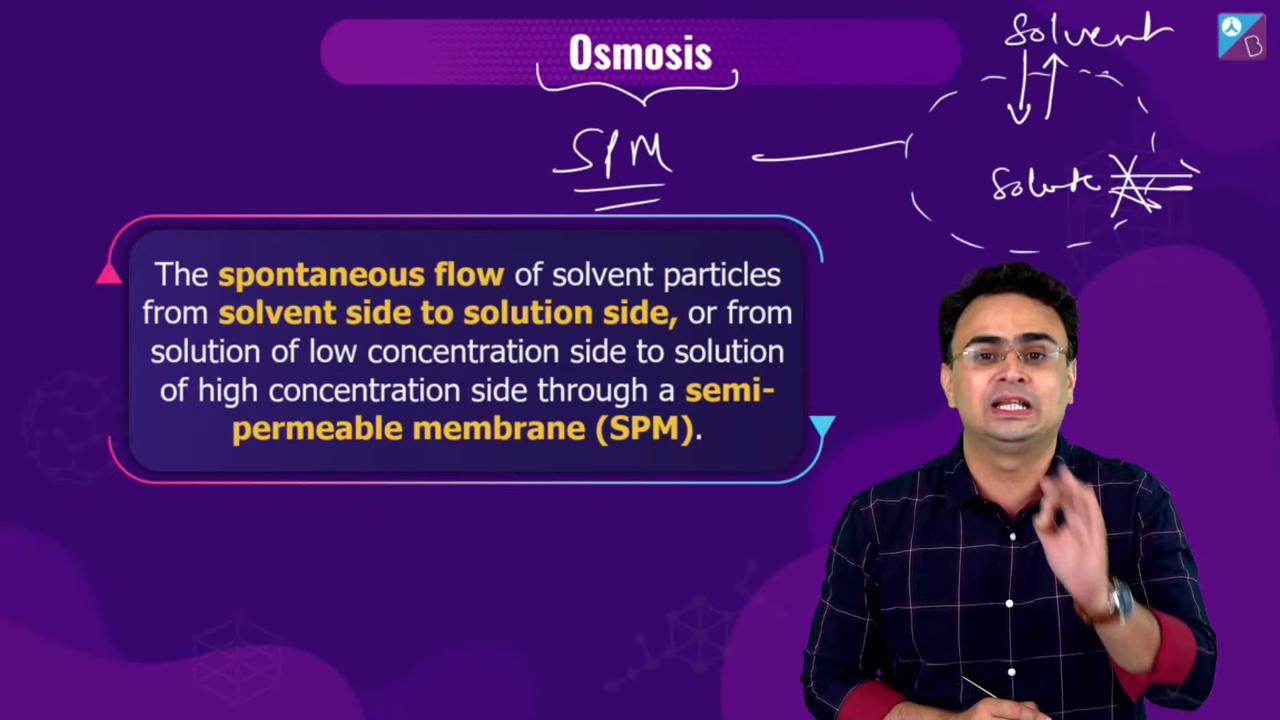 Osmosis
Solvent
SPM
Solute
The spontaneous flow of solvent particles
from solvent side to solution side, or from
solution of low concentration side to solution
of high concentration side through a semi-
permeable membrane (SPM).
B